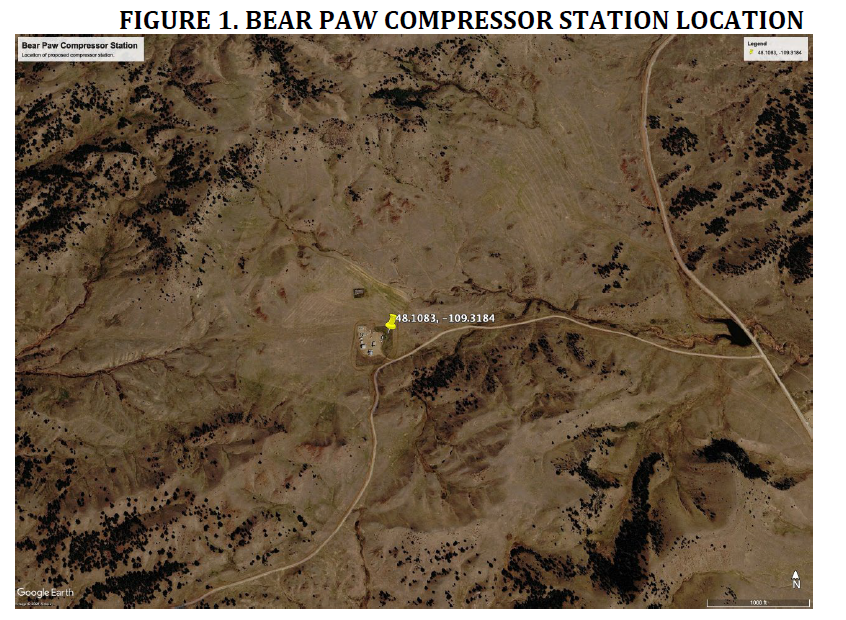 FIGURE 1. BEAR PAW COMPRESSOR STATION LOCATION
Bear Paw Compressor Station
Location of proposed compressor station.
Legend
48.1083, -109.3184
48.1083, -109.3184
N
Google Earth
1000 ft